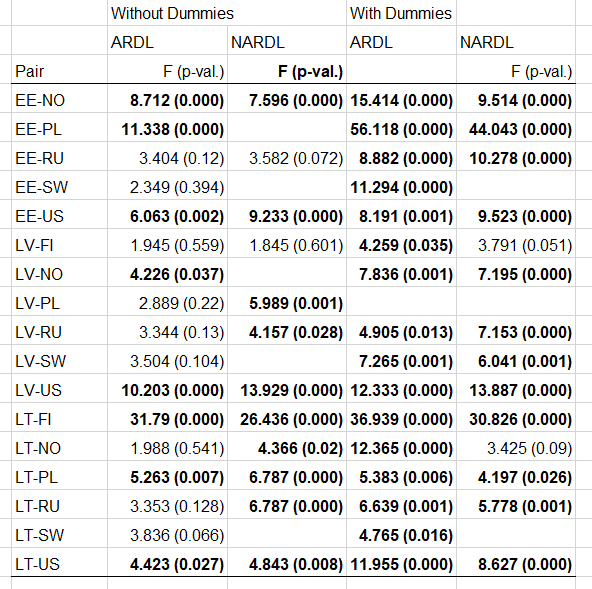 Without Dummies With Dummies
ARDL NARDL ARDL NARDL
Pair F (p-val.) F (p-val.) F (p-val.)
EE-NO 8.712 (0.000) 7.596 (0.000) 15.414 (0.000) 9.514 (0.000)
EE-PL 11.338 (0.000) 56.118 (0.000) 44.043 (0.000)
EE-RU 3.404 (0.12) 3.582 (0.072) 8.882 (0.000) 10.278 (0.000)
EE-SW 2.349 (0.394) 11.294 (0.000)
EE-US 6.063 (0.002) 9.233 (0.000) 8.191 (0.001) 9.523 (0.000)
LV-FI 1.945 (0.559) 1.845 (0.601) 4.259 (0.035) 3.791 (0.051)
LV-NO 4.226 (0.037) 7.836 (0.001) 7.195 (0.000)
LV-PL 2.889 (0.22) 5.989 (0.001)
LV-RU 3.344 (0.13) 4.157 (0.028) 4.905 (0.013) 7.153 (0.000)
LV-SW 3.504 (0.104) 7.265 (0.001) 6.041 (0.001)
LV-US 10.203 (0.000) 13.929 (0.000) 12.333 (0.000) 13.887 (0.000)
LT-FI 31.79 (0.000) 26.436 (0.000) 36.939 (0.000) 30.826 (0.000)
LT-NO 1.988 (0.541) 4.366 (0.02) 12.365 (0.000) 3.425 (0.09)
LT-PL 5.263 (0.007) 6.787 (0.000) 5.383 (0.006) 4.197 (0.026)
LT-RU 3.353 (0.128) 6.787 (0.000) 6.639 (0.001) 5.778 (0.001)
LT-SW 3.836 (0.066) 4.765 (0.016)
LT-US 4.423 (0.027) 4.843 (0.008) 11.955 (0.000) 8.627 (0.000)